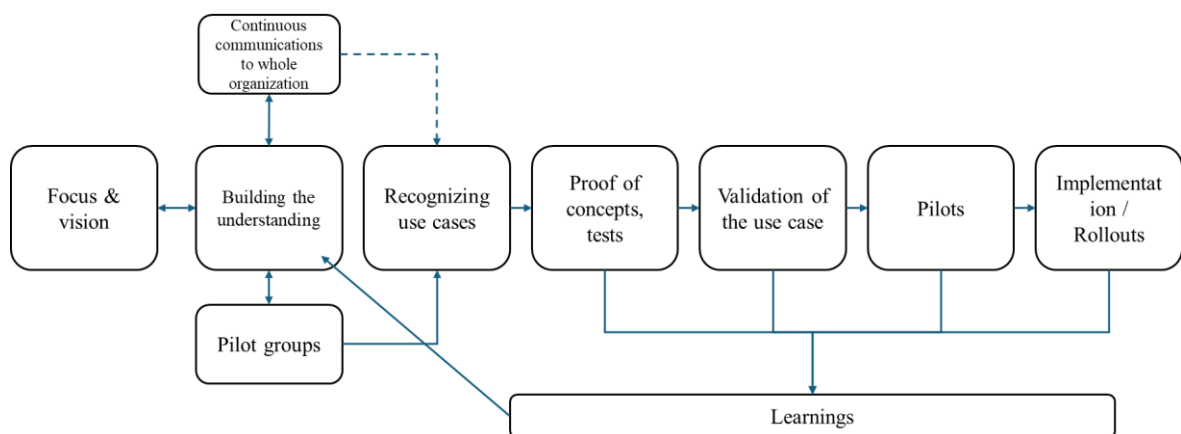 Continuous
communications
to whole
organization
Focus &
vision
Building the
understanding
Recognizing
use cases
Proof of
concepts,
tests
Validation of
the use case
Pilots
Implementat
ion /
Rollouts
Pilot groups
Learnings